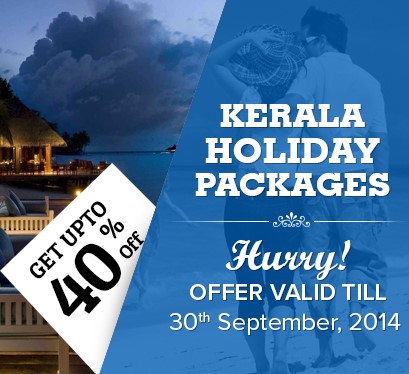 KERALA
HOLIDAY
PACKAGES
Hurry!
OFFER VALID TILL
30th September, 2014
GET UPTO
40% Off